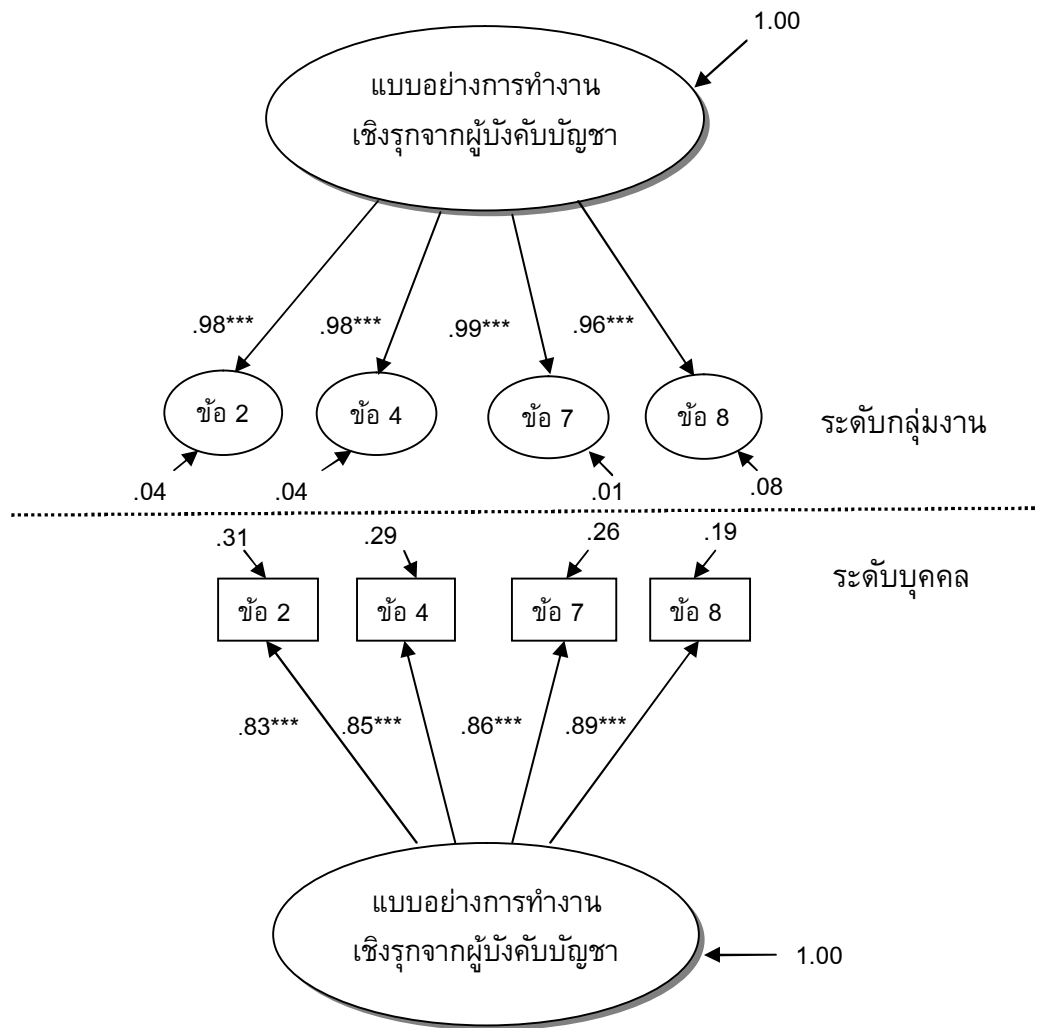 1.00
แบบอย่างการทำงาน
เชิงรุกจากผู้บังคับบัญชา
.98*** .98*** .99*** .96***
ข้อ 2 ข้อ 4 ข้อ 7 ข้อ 8
ระดับกลุ่มงาน
.04 .04 .01 .08
.31 .29 .26 .19
ระดับบุคคล
ข้อ 2 ข้อ 4 ข้อ 7 ข้อ 8
.83*** .85*** .86*** .89***
แบบอย่างการทำงาน
เชิงรุกจากผู้บังคับบัญชา
1.00